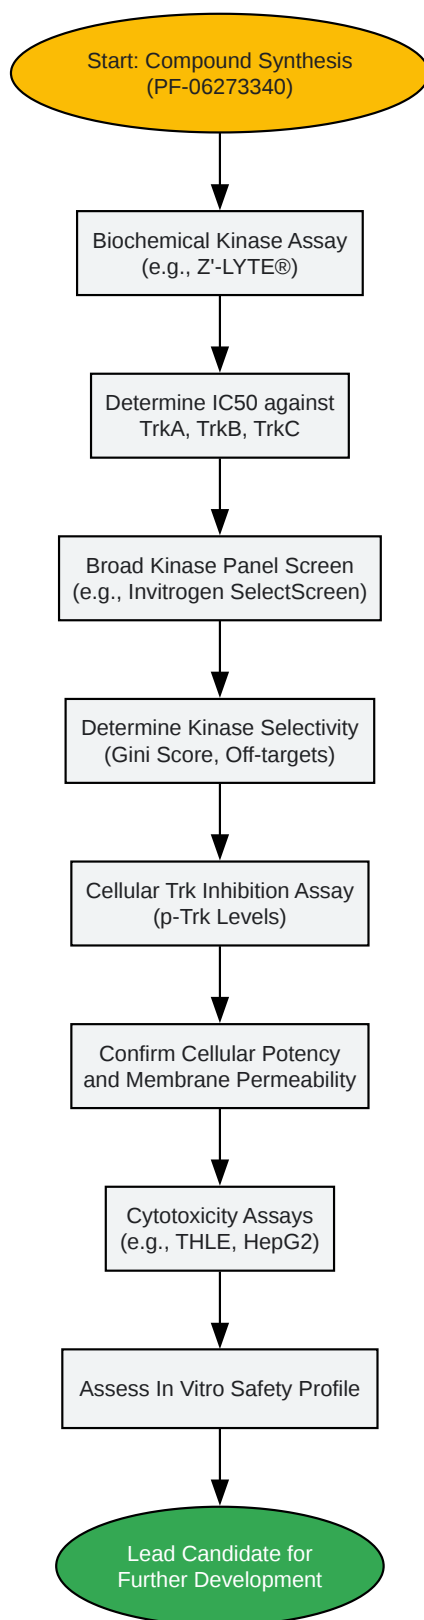 Start: Compound Synthesis
(PF-06273340)
Biochemical Kinase Assay
(e.g., Z'-LYTE®)
Determine IC50 against
TrkA, TrkB, TrkC
Broad Kinase Panel Screen
(e.g., Invitrogen SelectScreen)
Determine Kinase Selectivity
(Gini Score, Off-targets)
Cellular Trk Inhibition Assay
(p-Trk Levels)
Confirm Cellular Potency
and Membrane Permeability
Cytotoxicity Assays
(e.g., THLE, HepG2)
Assess In Vitro Safety Profile
Lead Candidate for
Further Development